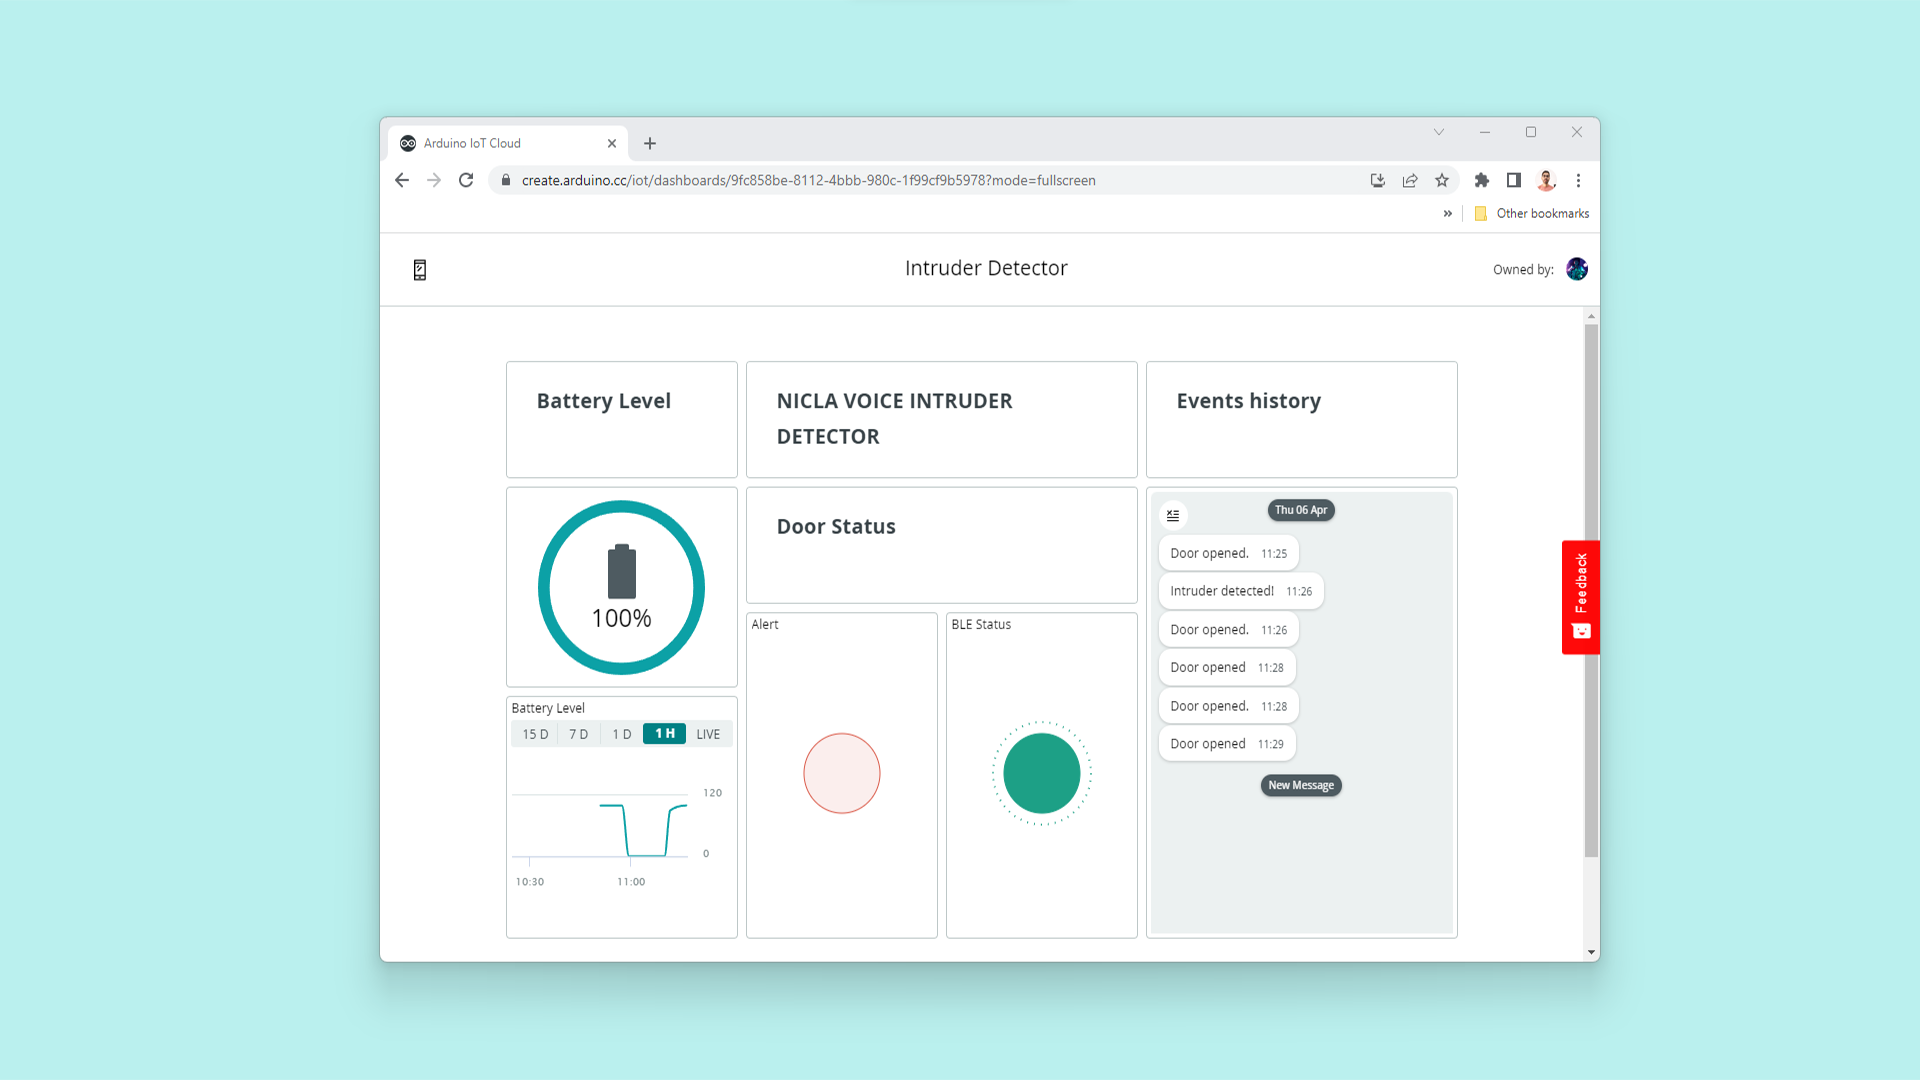 Arduino IoT Cloud
create.arduino.cc/iot/dashboards/9fc858be-8112-4bbb-980c-1f99cf9b5978?mode=fullscreen
» Other bookmarks
Intruder Detector
Owned by:
Battery Level
NICLA VOICE INTRUDER
DETECTOR
Events history
100%
Door Status
Thu 06 Apr
Door opened. 11:25
Intruder detected! 11:26
Door opened. 11:26
Door opened 11:28
Door opened. 11:28
Door opened 11:29
New Message
Alert
BLE Status
Battery Level
15 D 7 D 1 D 1 H LIVE
120
0
10:30 11:00
Feedback